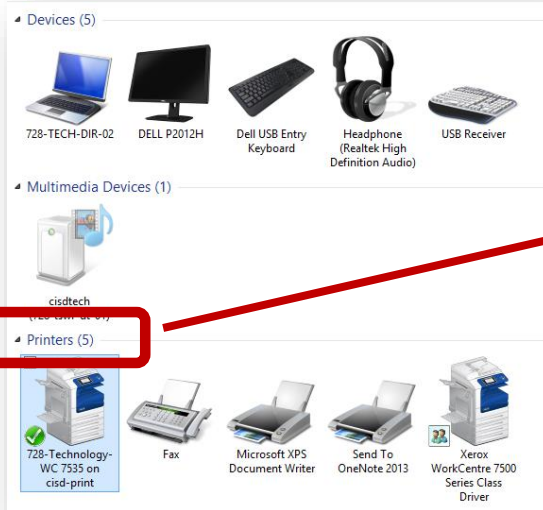 Devices (5)
728-TECH-DIR-02
DELL P2012H
Dell USB Entry
Keyboard
Headphone
(Realtek High
Definition Audio)
USB Receiver
Multimedia Devices (1)
cisdtech
Printers (5)
728-Technology-
WC 7535 on
cisd-print
Fax
Microsoft XPS
Document Writer
Send To
OneNote 2013
Xerox
WorkCentre 7500
Series Class
Driver